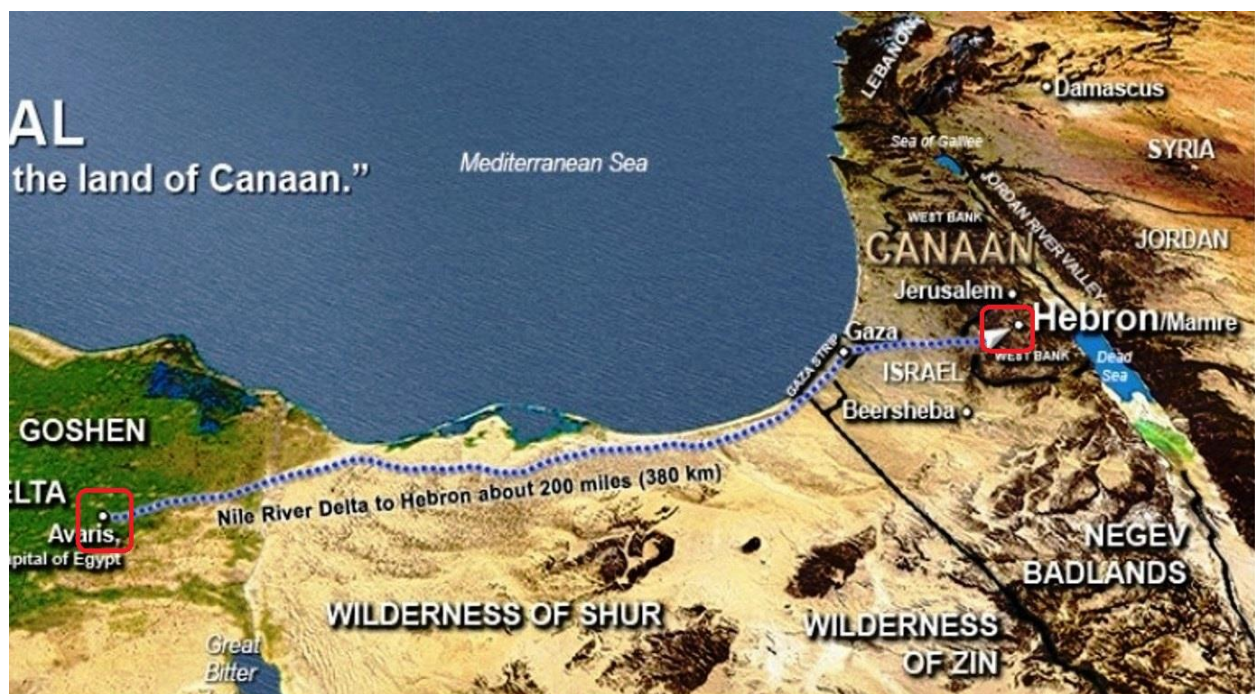 AL
the land of Canaan.”
Mediterranean Sea
LEBANON
Damascus
Sea of Galilee
SYRIA
JORDAN RIVER VALLEY
WEST BANK
CANAAN
JORDAN
Jerusalem
Hebron/Mamre
Gaza
GAZA STRIP
WEST BANK
Dead
Sea
ISRAEL
Beersheba
GOSHEN
ELTA
Avaris,
apital of Egypt
Nile River Delta to Hebron about 200 miles (380 km)
NEGEV
BADLANDS
WILDERNESS OF SHUR
WILDERNESS
OF ZIN
Great
Bitter